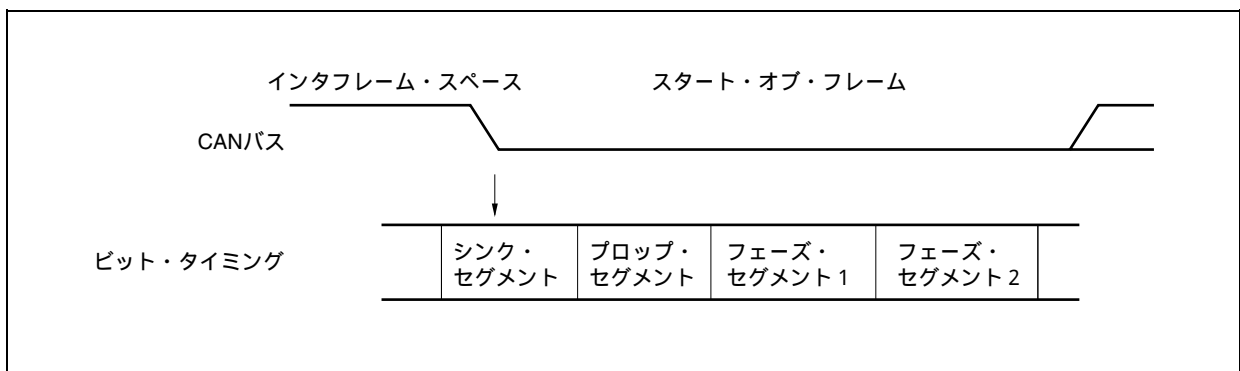 インタフレーム・スペース
スタート・オブ・フレーム
CANバス
ビット・タイミング
シンク・
セグメント
プロップ・
セグメント
フェーズ・
セグメント1
フェーズ・
セグメント2